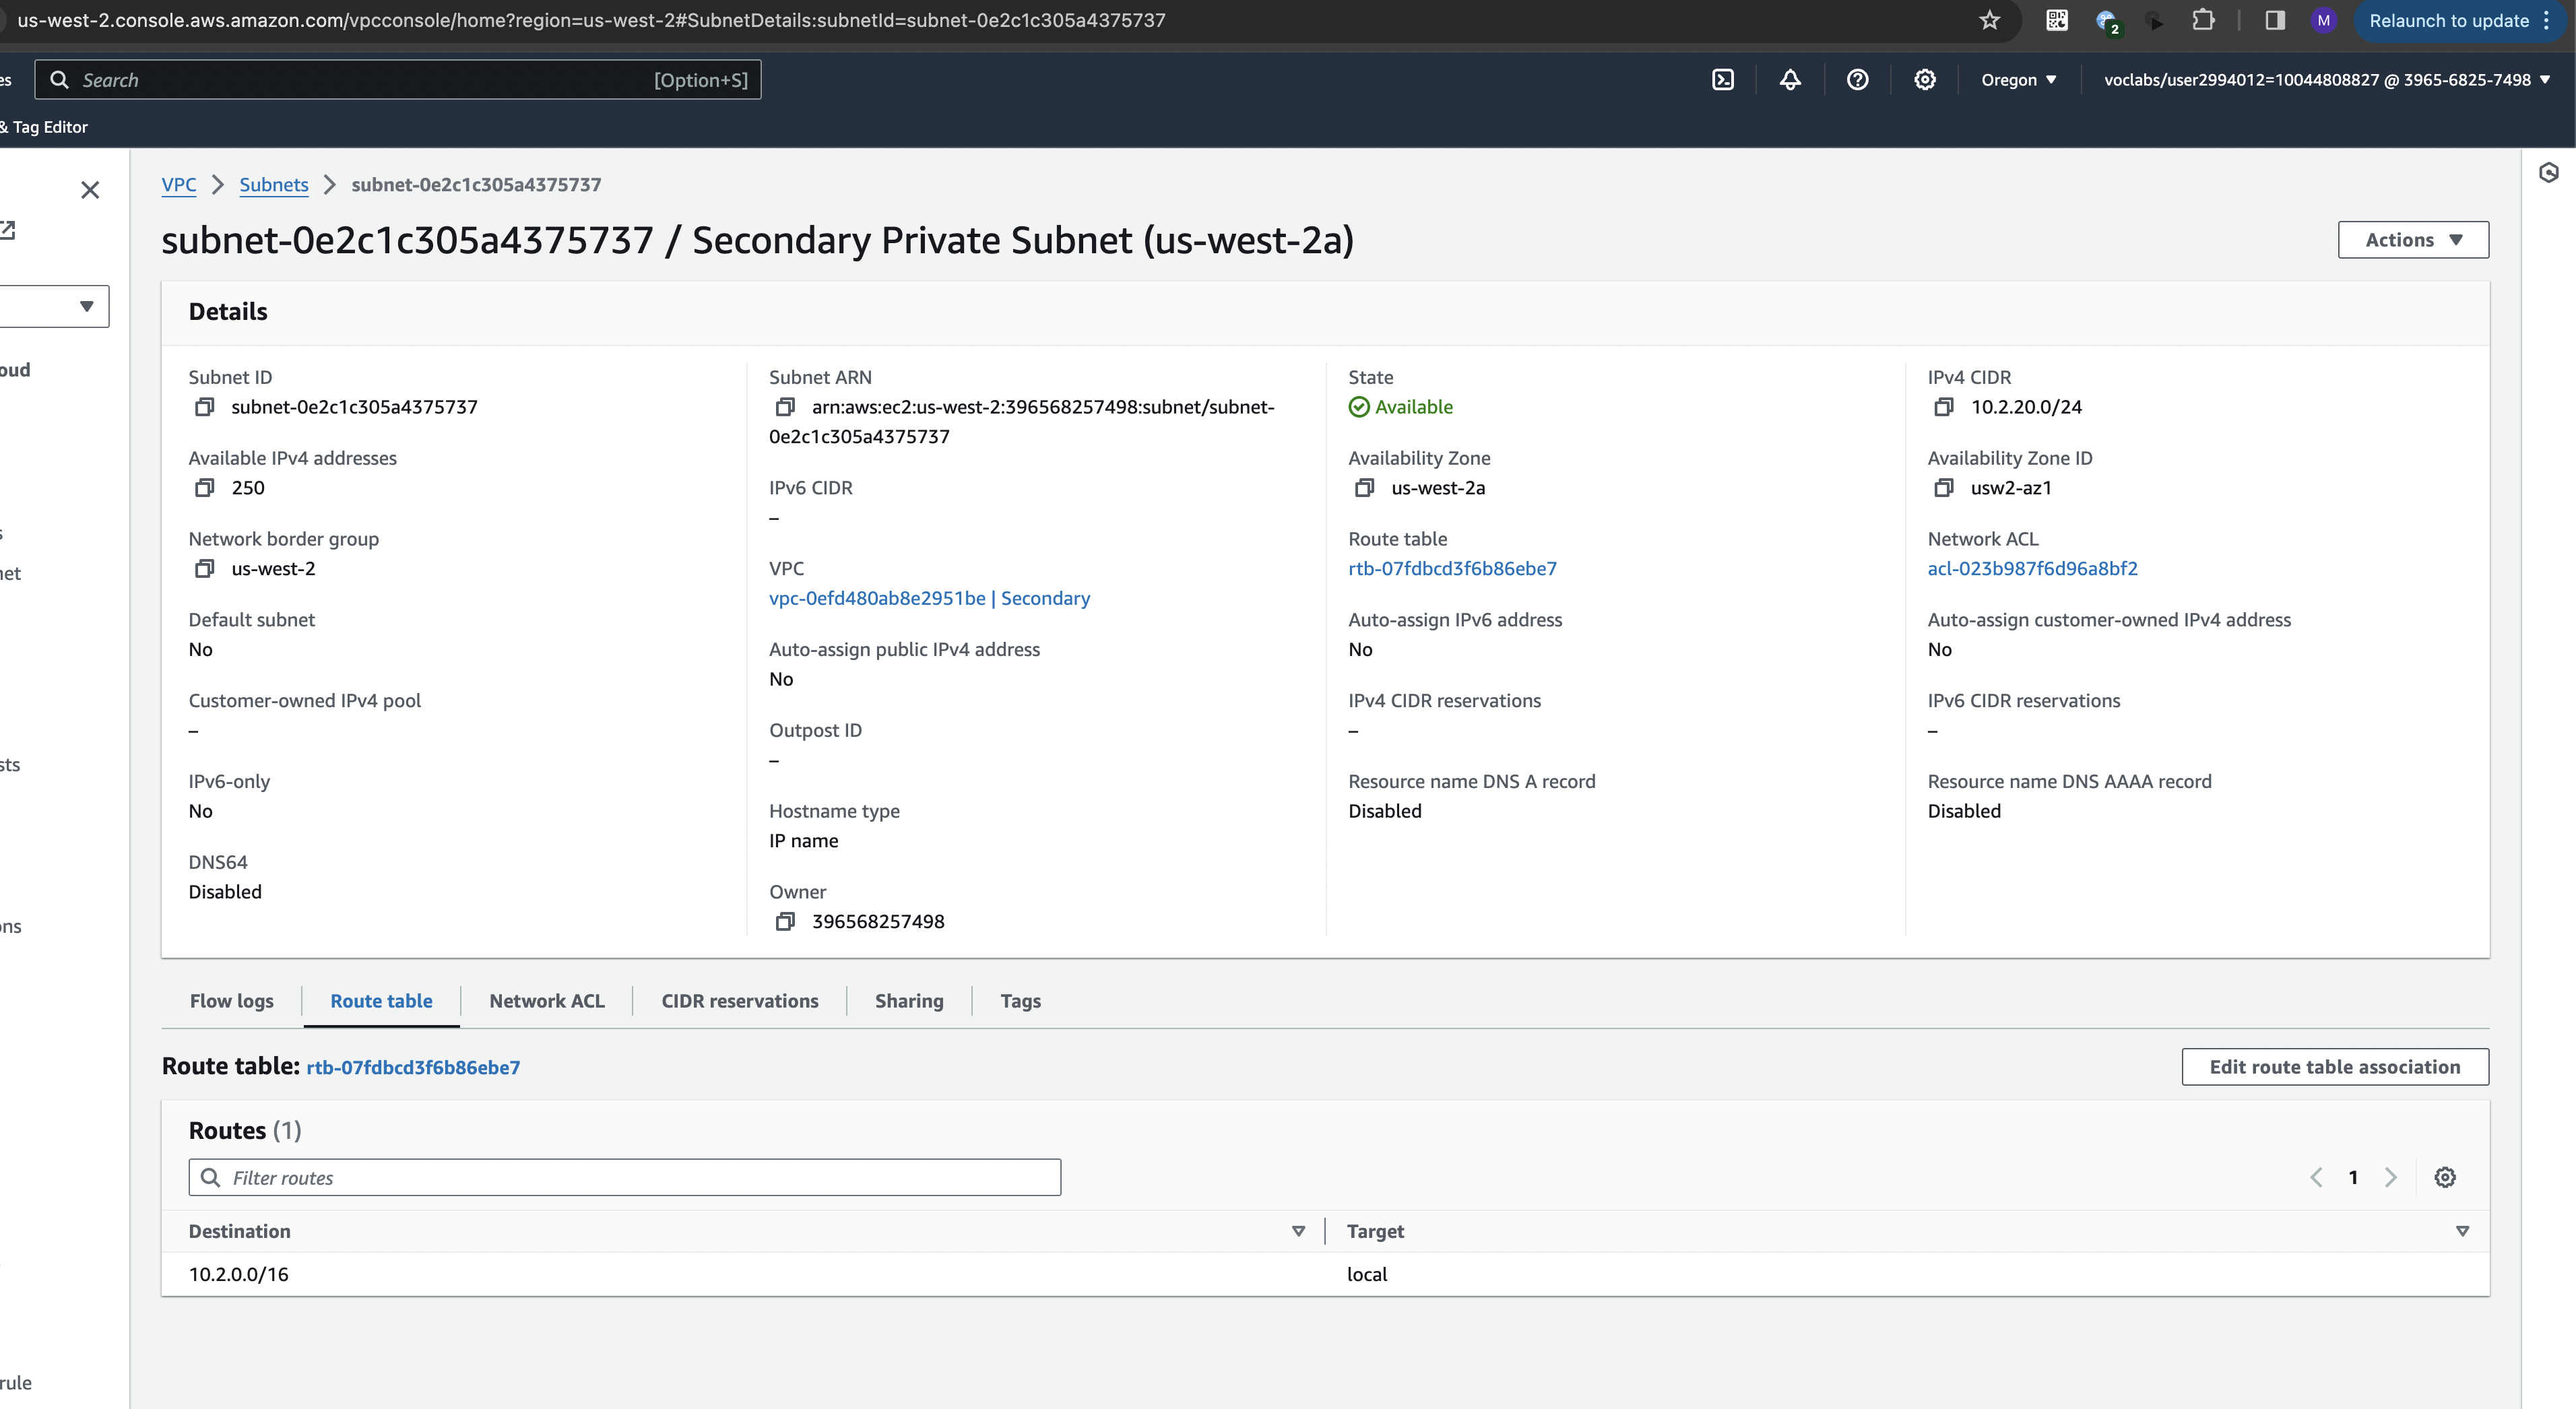 us-west-2.console.aws.amazon.com/vpcconsole/home?region=us-west-2#SubnetDetails:subnetId=subnet-0e2c1c305a4375737
2
M
Relaunch to update
es
Search
[Option+S]
Oregon
voclabs/user2994012=10044808827 @ 3965-6825-7498
& Tag Editor
VPC
Subnets
subnet-0e2c1c305a4375737
subnet-0e2c1c305a4375737 / Secondary Private Subnet (us-west-2a)
Actions
oud
s
net
sts
ons
rule
Details
Subnet ID
subnet-0e2c1c305a4375737
Available IPv4 addresses
250
Network border group
us-west-2
Default subnet
No
Customer-owned IPv4 pool
–
IPv6-only
No
DNS64
Disabled
Subnet ARN
arn:aws:ec2:us-west-2:396568257498:subnet/subnet-
0e2c1c305a4375737
IPv6 CIDR
–
VPC
vpc-0efd480ab8e2951be | Secondary
Auto-assign public IPv4 address
No
Outpost ID
–
Hostname type
IP name
Owner
396568257498
State
Available
Availability Zone
us-west-2a
Route table
rtb-07fdbcd3f6b86ebe7
Auto-assign IPv6 address
No
IPv4 CIDR reservations
–
Resource name DNS A record
Disabled
IPv4 CIDR
10.2.20.0/24
Availability Zone ID
usw2-az1
Network ACL
acl-023b987f6d96a8bf2
Auto-assign customer-owned IPv4 address
No
IPv6 CIDR reservations
–
Resource name DNS AAAA record
Disabled
Flow logs
Route table
Network ACL
CIDR reservations
Sharing
Tags
Route table: rtb-07fdbcd3f6b86ebe7
Edit route table association
Routes (1)
Filter routes
1
Destination
Target
10.2.0.0/16
local